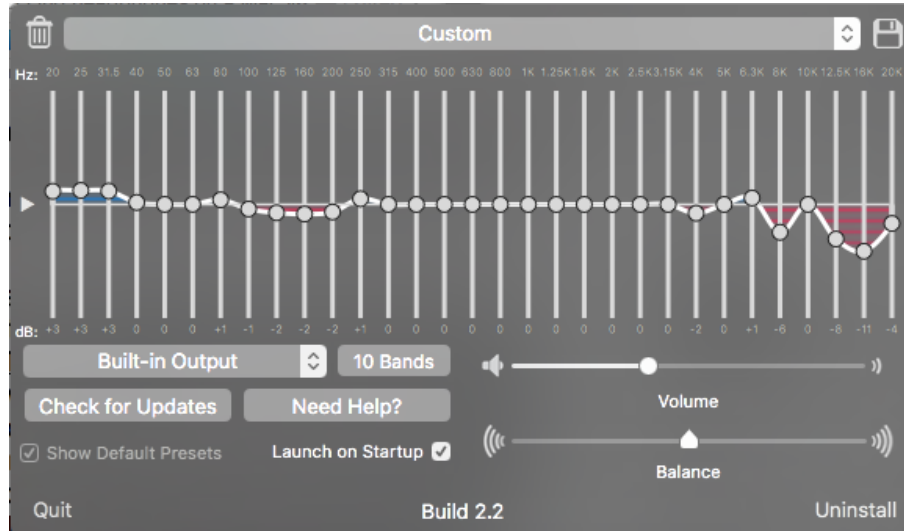 Custom
Hz: 20 25 31.5 40 50 63 80 100 125 160 200 250 315 400 500 630 800 1K 1.25K 1.6K 2K 2.5K 3.15K 4K 5K 6.3K 8K 10K 12.5K 16K 20K
dB: +3 +3 +3 0 0 0 +1 -1 -2 -2 -2 +1 0 0 0 0 0 0 0 0 0 0 0 -2 0 +1 -6 0 -8 -11 -4
Built-in Output
10 Bands
Volume
Check for Updates
Need Help?
Show Default Presets
Launch on Startup
Balance
Quit
Build 2.2
Uninstall